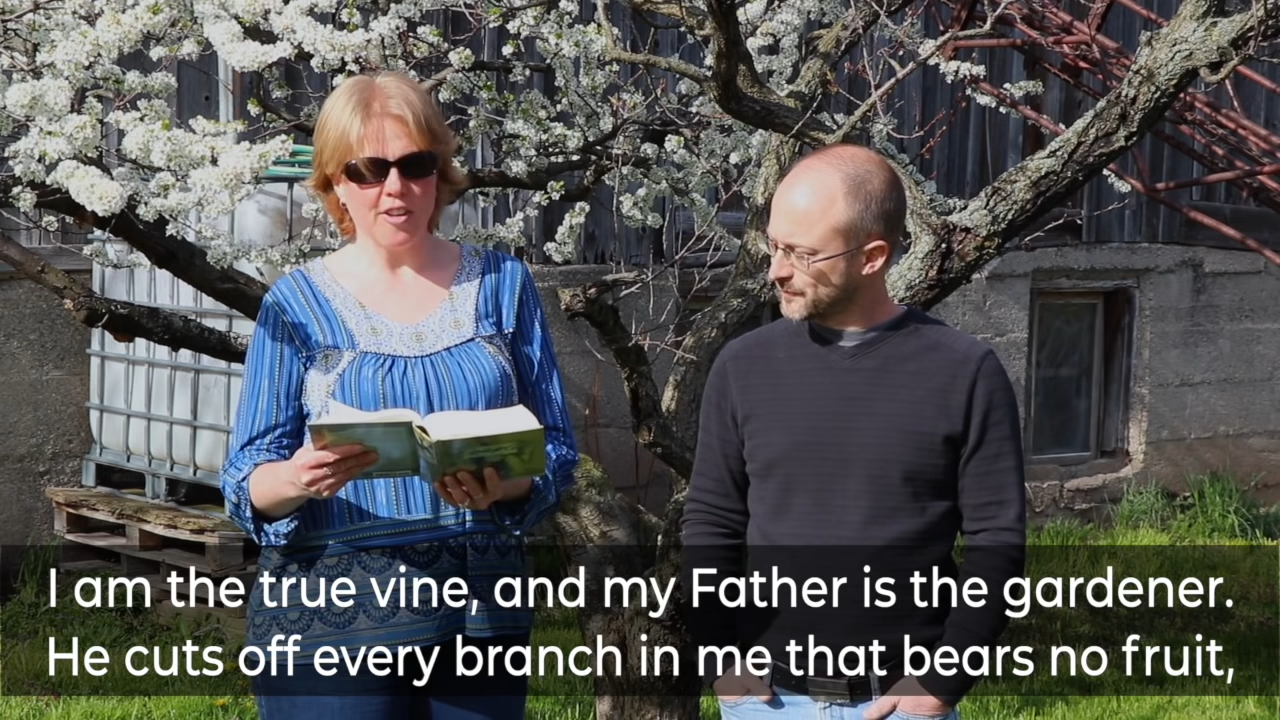 I am the true vine, and my Father is the gardener.
He cuts off every branch in me that bears no fruit,